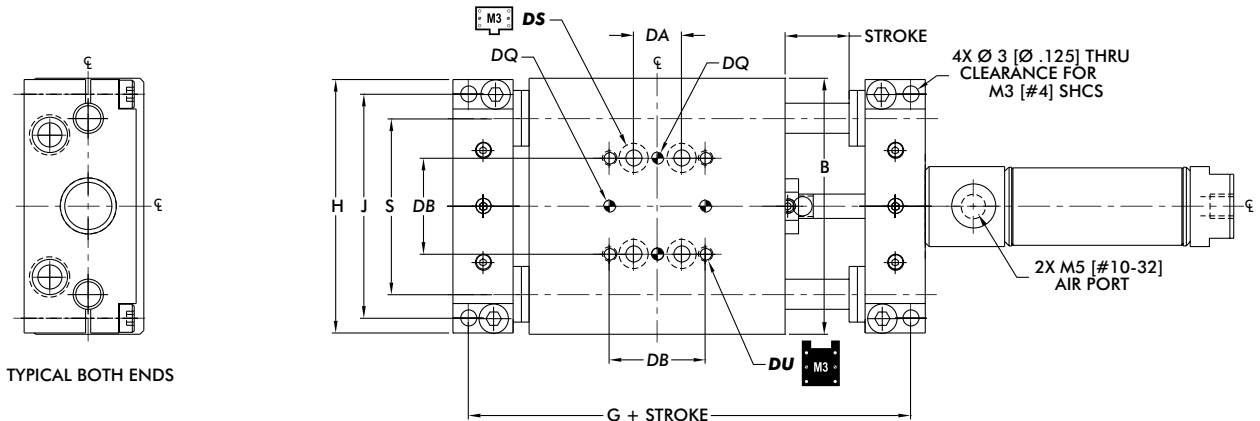 M3 DS
DA
STROKE
DQ
DQ
4X Ø 3 [Ø .125] THRU
CLEARANCE FOR
M3 [#4] SHCS
℄
℄
℄
℄
H
J
S
DB
B
2X M5 [#10-32]
AIR PORT
DB
DU M3
TYPICAL BOTH ENDS
G + STROKE